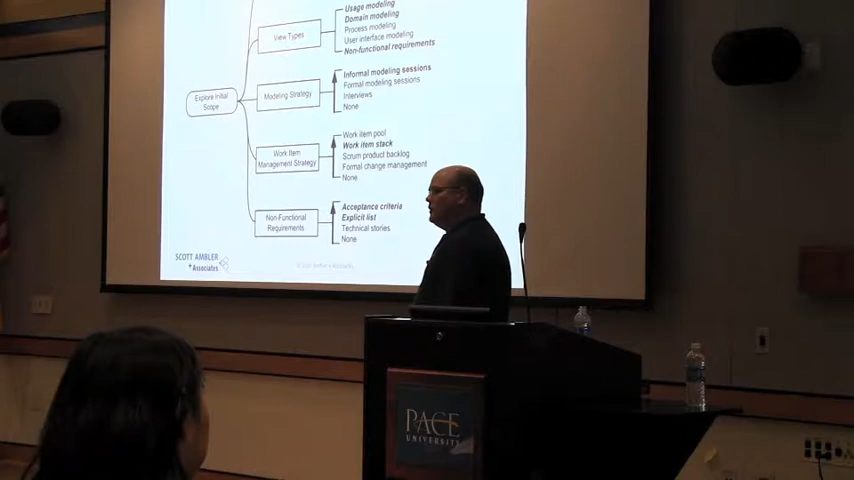 Usage modeling
Domain modeling
View Types
Process modeling
User interface modeling
Non-functional requirements
Informal modeling sessions
Formal modeling sessions
Explore Initial
Scope
Modeling Strategy
Interviews
None
Work item pool
Work item stack
Work Item
Management Strategy
Scrum product backlog
Formal change management
None
Acceptance criteria
Explicit list
Non-Functional
Requirements
Technical stories
None
SCOTT AMBLER
+ Associates
PACE
UNIVERSITY